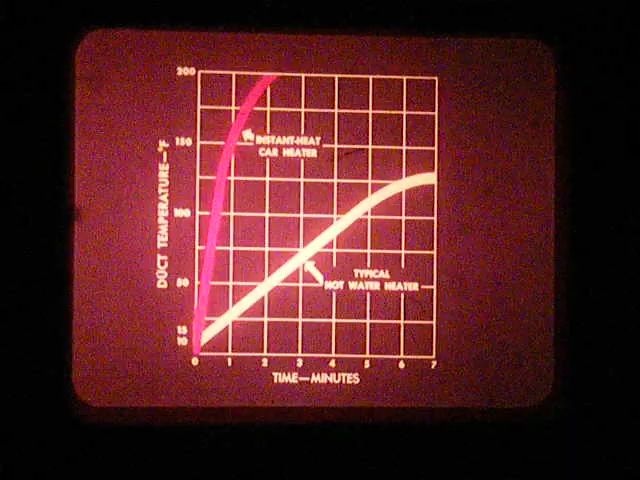 200
150
INSTANT-HEAT
CAR HEATER
DUCT TEMPERATURE—°F
100
TYPICAL
HOT WATER HEATER
50
15
10
0 1 2 3 4 5 6 7
TIME—MINUTES